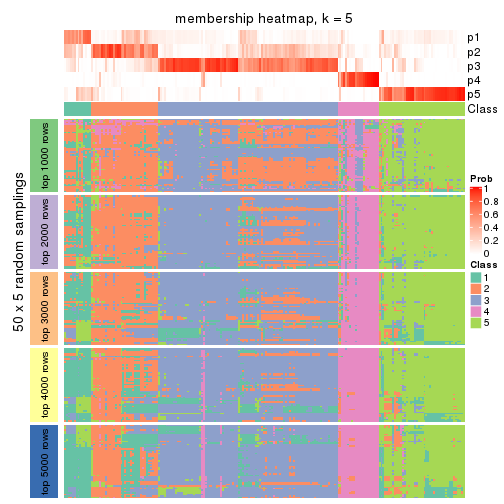 membership heatmap, k = 5
p1
p2
p3
p4
p5
Class
50 x 5 random samplings
top 1000 rows
top 2000 rows
top 3000 rows
top 4000 rows
top 5000 rows
Prob
1
0.8
0.6
0.4
0.2
0
Class
1
2
3
4
5